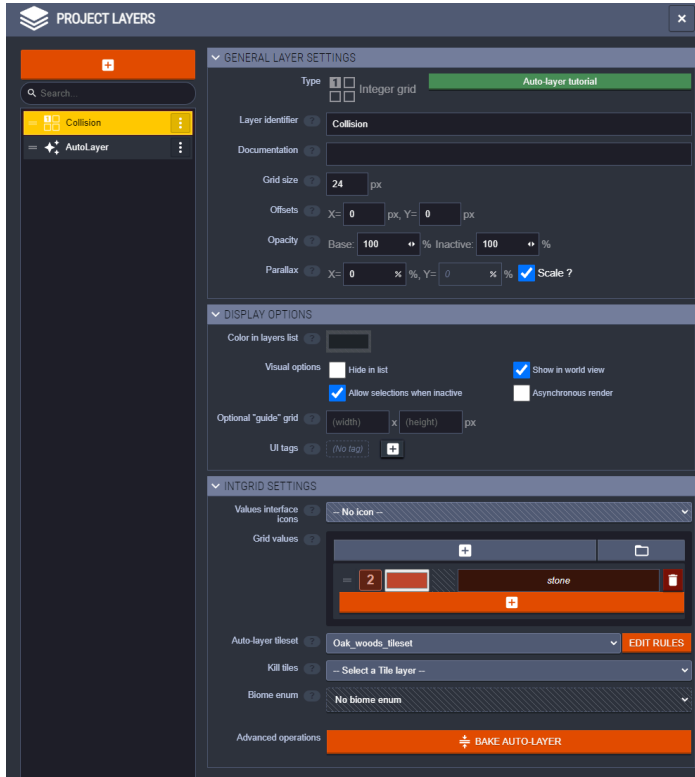 PROJECT LAYERS
Search...
Collision
AutoLayer
GENERAL LAYER SETTINGS
Type 1 Integer grid Auto-layer tutorial
Layer identifier ? Collision
Documentation ?
Grid size ? 24 px
Offsets ? X= 0 px, Y= 0 px
Opacity ? Base: 100 % Inactive: 100 %
Parallax ? X= 0 % %, Y= 0 % % Scale ?
DISPLAY OPTIONS
Color in layers list ?
Visual options Hide in list Show in world view
Allow selections when inactive Asynchronous render
Optional "guide" grid ? (width) x (height) px
UI tags ? (No tag)
INTGRID SETTINGS
Values interface icons ? -- No icon --
Grid values ?
2 stone
Auto-layer tileset ? Oak_woods_tileset EDIT RULES
Kill tiles ? -- Select a Tile layer --
Biome enum ? No biome enum
Advanced operations BAKE AUTO-LAYER